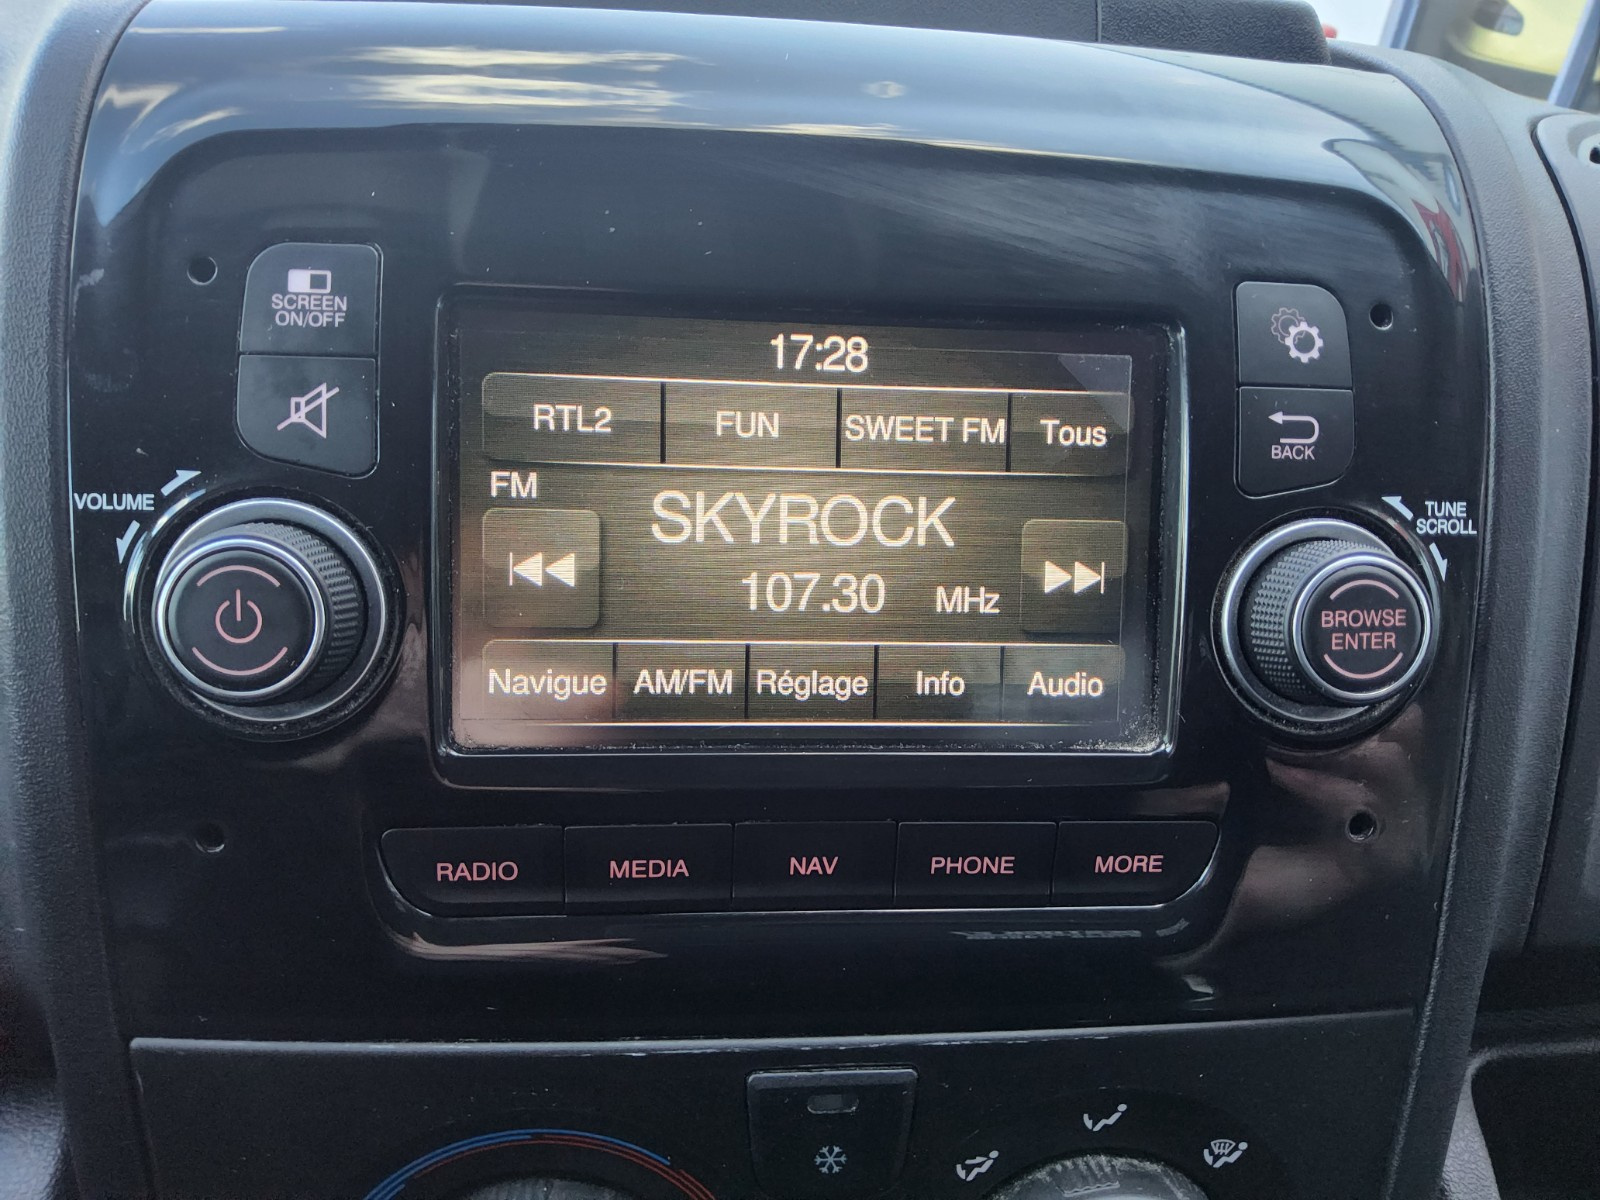 SCREEN
ON/OFF
VOLUME
17:28
RTL2 FUN SWEET FM Tous
FM
SKYROCK
107.30 MHz
Navigue AM/FM Réglage Info Audio
BACK
TUNE
SCROLL
BROWSE
ENTER
RADIO MEDIA NAV PHONE MORE